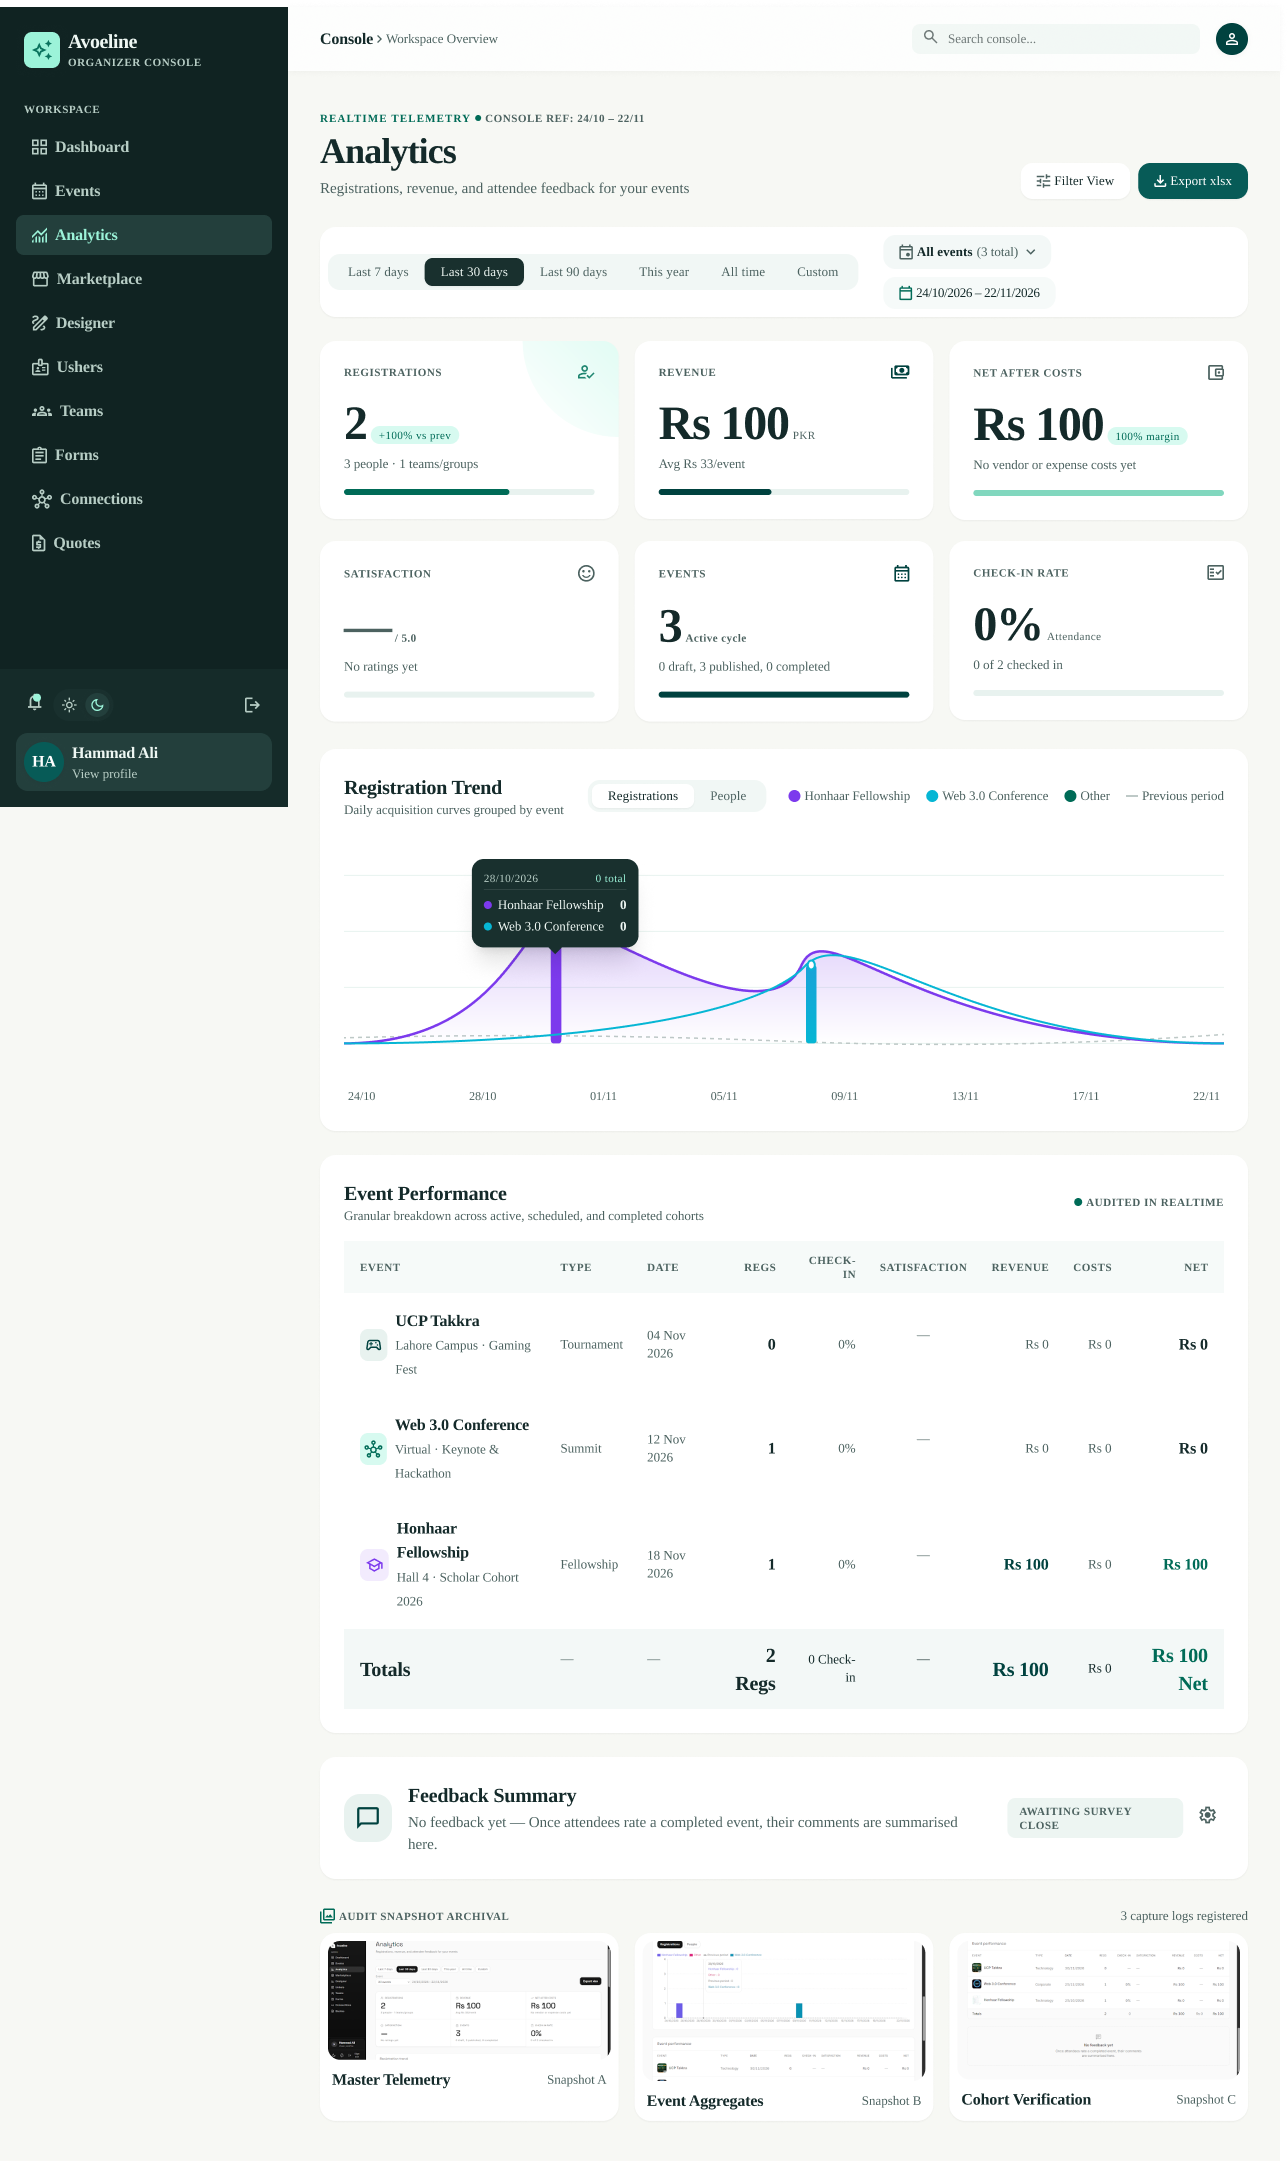 Avoeline
ORGANIZER CONSOLE
WORKSPACE
Dashboard
Events
Analytics
Marketplace
Designer
Ushers
Teams
Forms
Connections
Quotes
HA
Hammad Ali
View profile
Console
Workspace Overview
Search console...
REALTIME TELEMETRY
CONSOLE REF: 24/10 – 22/11
Analytics
Registrations, revenue, and attendee feedback for your events
Filter View
Export xlsx
Last 7 days
Last 30 days
Last 90 days
This year
All time
Custom
All events (3 total)
24/10/2026 – 22/11/2026
REGISTRATIONS
2
+100% vs prev
3 people · 1 teams/groups
REVENUE
Rs 100
PKR
Avg Rs 33/event
NET AFTER COSTS
Rs 100
100% margin
No vendor or expense costs yet
SATISFACTION
—
/ 5.0
No ratings yet
EVENTS
3
Active cycle
0 draft, 3 published, 0 completed
CHECK-IN RATE
0%
Attendance
0 of 2 checked in
Registration Trend
Daily acquisition curves grouped by event
Registrations
People
Honhaar Fellowship
Web 3.0 Conference
Other
— Previous period
28/10/2026
0 total
Honhaar Fellowship 0
Web 3.0 Conference 0
24/10
28/10
01/11
05/11
09/11
13/11
17/11
22/11
Event Performance
Granular breakdown across active, scheduled, and completed cohorts
AUDITED IN REALTIME
EVENT
TYPE
DATE
REGS
CHECK-
IN
SATISFACTION
REVENUE
COSTS
NET
UCP Takkra
Lahore Campus · Gaming
Fest
Tournament
04 Nov
2026
0
0%
—
Rs 0
Rs 0
Rs 0
Web 3.0 Conference
Virtual · Keynote &
Hackathon
Summit
12 Nov
2026
1
0%
—
Rs 0
Rs 0
Rs 0
Honhaar
Fellowship
Hall 4 · Scholar Cohort
2026
Fellowship
18 Nov
2026
1
0%
—
Rs 100
Rs 0
Rs 100
Totals
—
—
2
Regs
0 Check-
in
—
Rs 100
Rs 0
Rs 100
Net
Feedback Summary
No feedback yet — Once attendees rate a completed event, their comments are summarised
here.
AWAITING SURVEY
CLOSE
AUDIT SNAPSHOT ARCHIVAL
3 capture logs registered
Analytics
2
Rs 100
Rs 100
—
3
0%
Master Telemetry
Snapshot A
Event Aggregates
Snapshot B
No feedback yet
Cohort Verification
Snapshot C